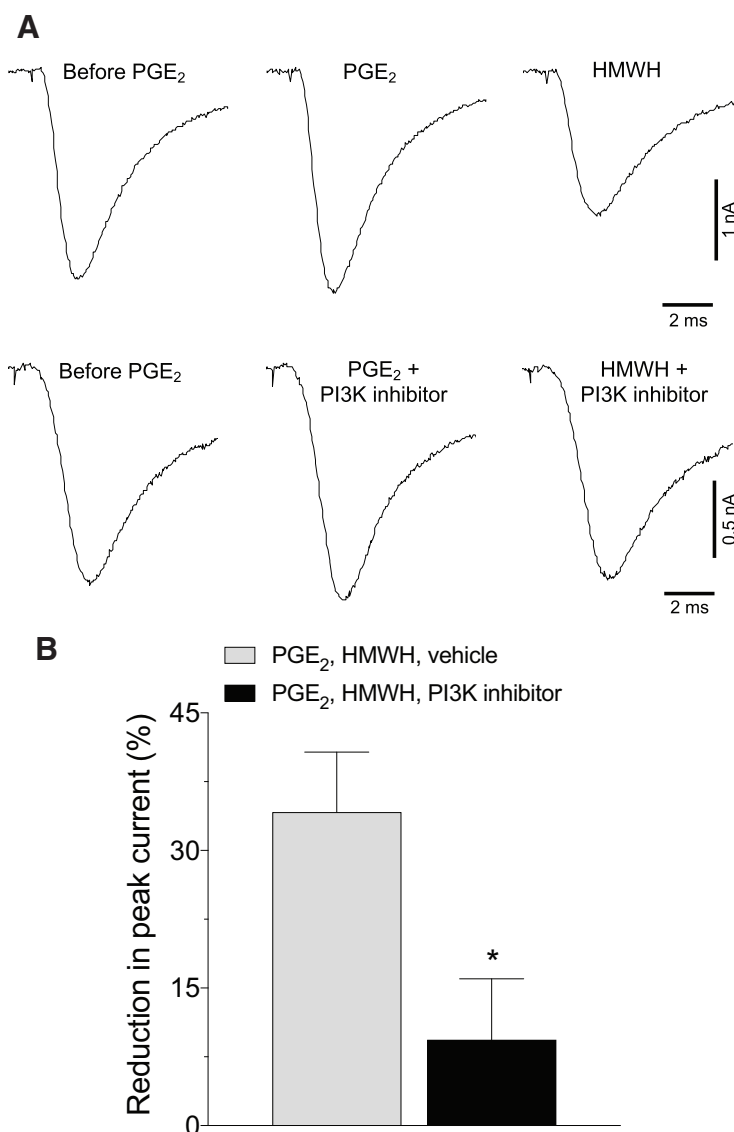 A
Before PGE₂
PGE₂
HMWH
1 nA
2 ms
Before PGE₂
PGE₂ +
PI3K inhibitor
HMWH +
PI3K inhibitor
0.5 nA
2 ms
B
PGE₂, HMWH, vehicle
PGE₂, HMWH, PI3K inhibitor
Reduction in peak current (%)
45
30
15
0
*